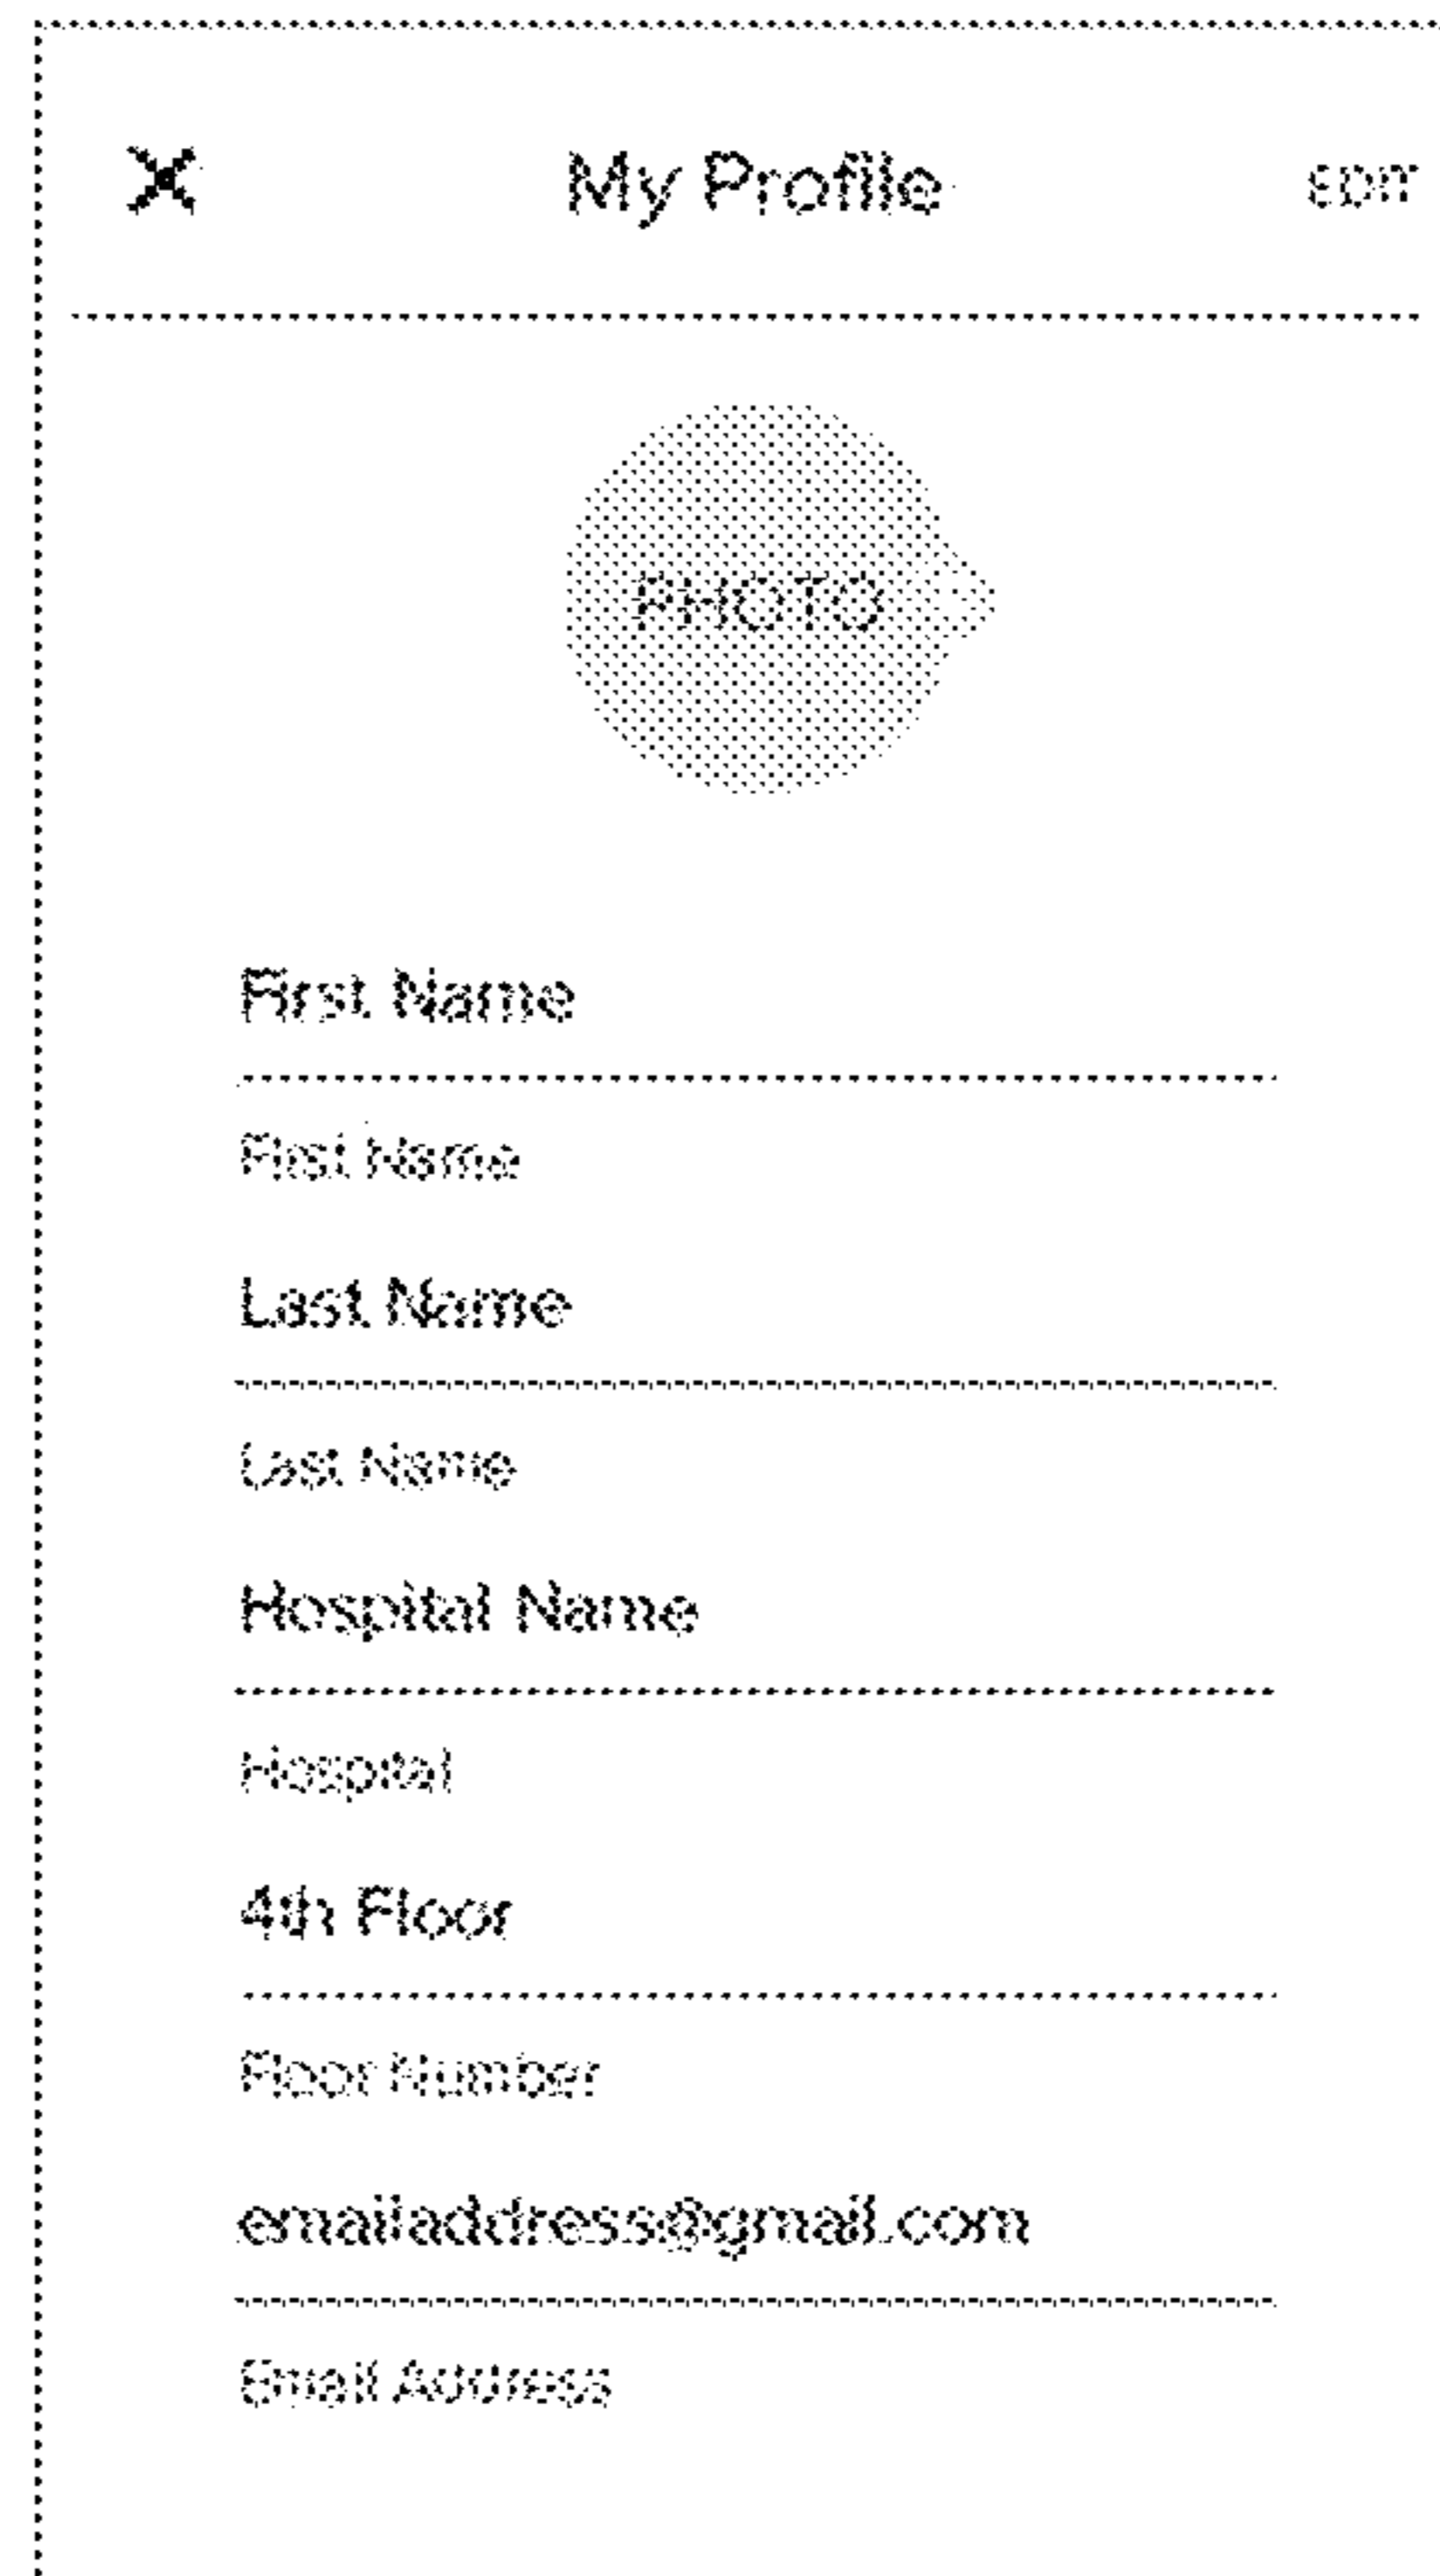 × My Profile EDIT
PHOTO
First Name
First Name
Last Name
Last Name
Hospital Name
Hospital
4th Floor
Floor Number
emailaddress@gmail.com
Email Address